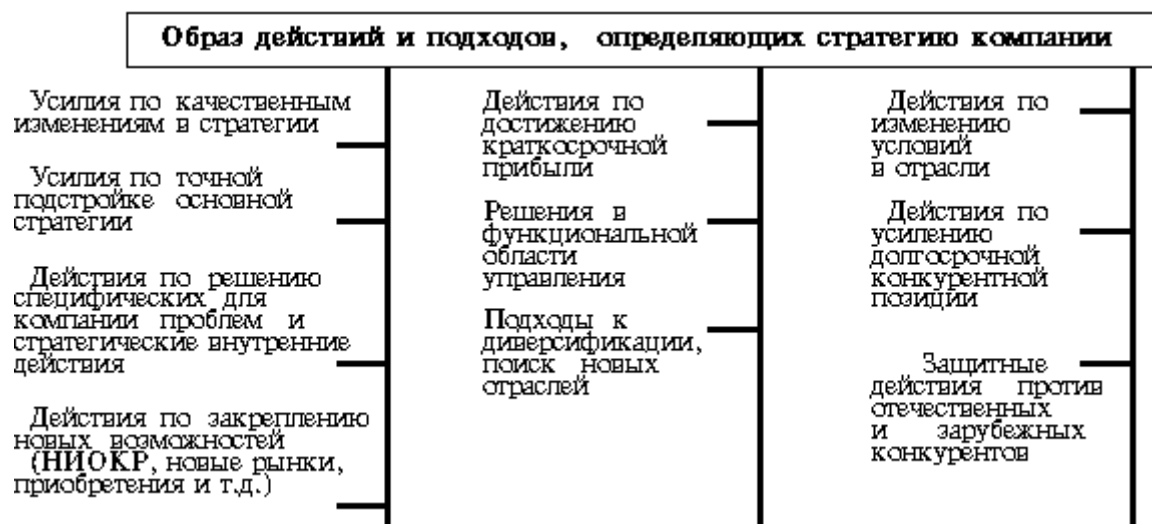 Образ действий и подходов, определяющих стратегию компании
Усилия по качественным
изменениям в стратегии
Усилия по точной
подстройке основной
стратегии
Действия по решению
специфических для
компании проблем и
стратегические внутренние
действия
Действия по закреплению
новых возможностей
(НИОКР, новые рынки,
приобретения и т.д.)
Действия по
достижению
краткосрочной
прибыли
Решения в
функциональной
области
управления
Подходы к
диверсификации,
поиск новых
отраслей
Действия по
изменению
условий
в отрасли
Действия по
усилению
долгосрочной
конкурентной
позиции
Защитные
действия против
отечественных
и зарубежных
конкурентов